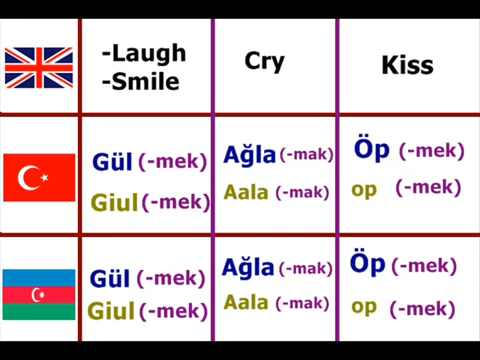 -Laugh
-Smile
Cry
Kiss
Gül (-mek)
Giul (-mek)
Ağla (-mak)
Aala (-mak)
Öp (-mek)
op (-mek)
Gül (-mek)
Giul (-mek)
Ağla (-mak)
Aala (-mak)
Öp (-mek)
op (-mek)